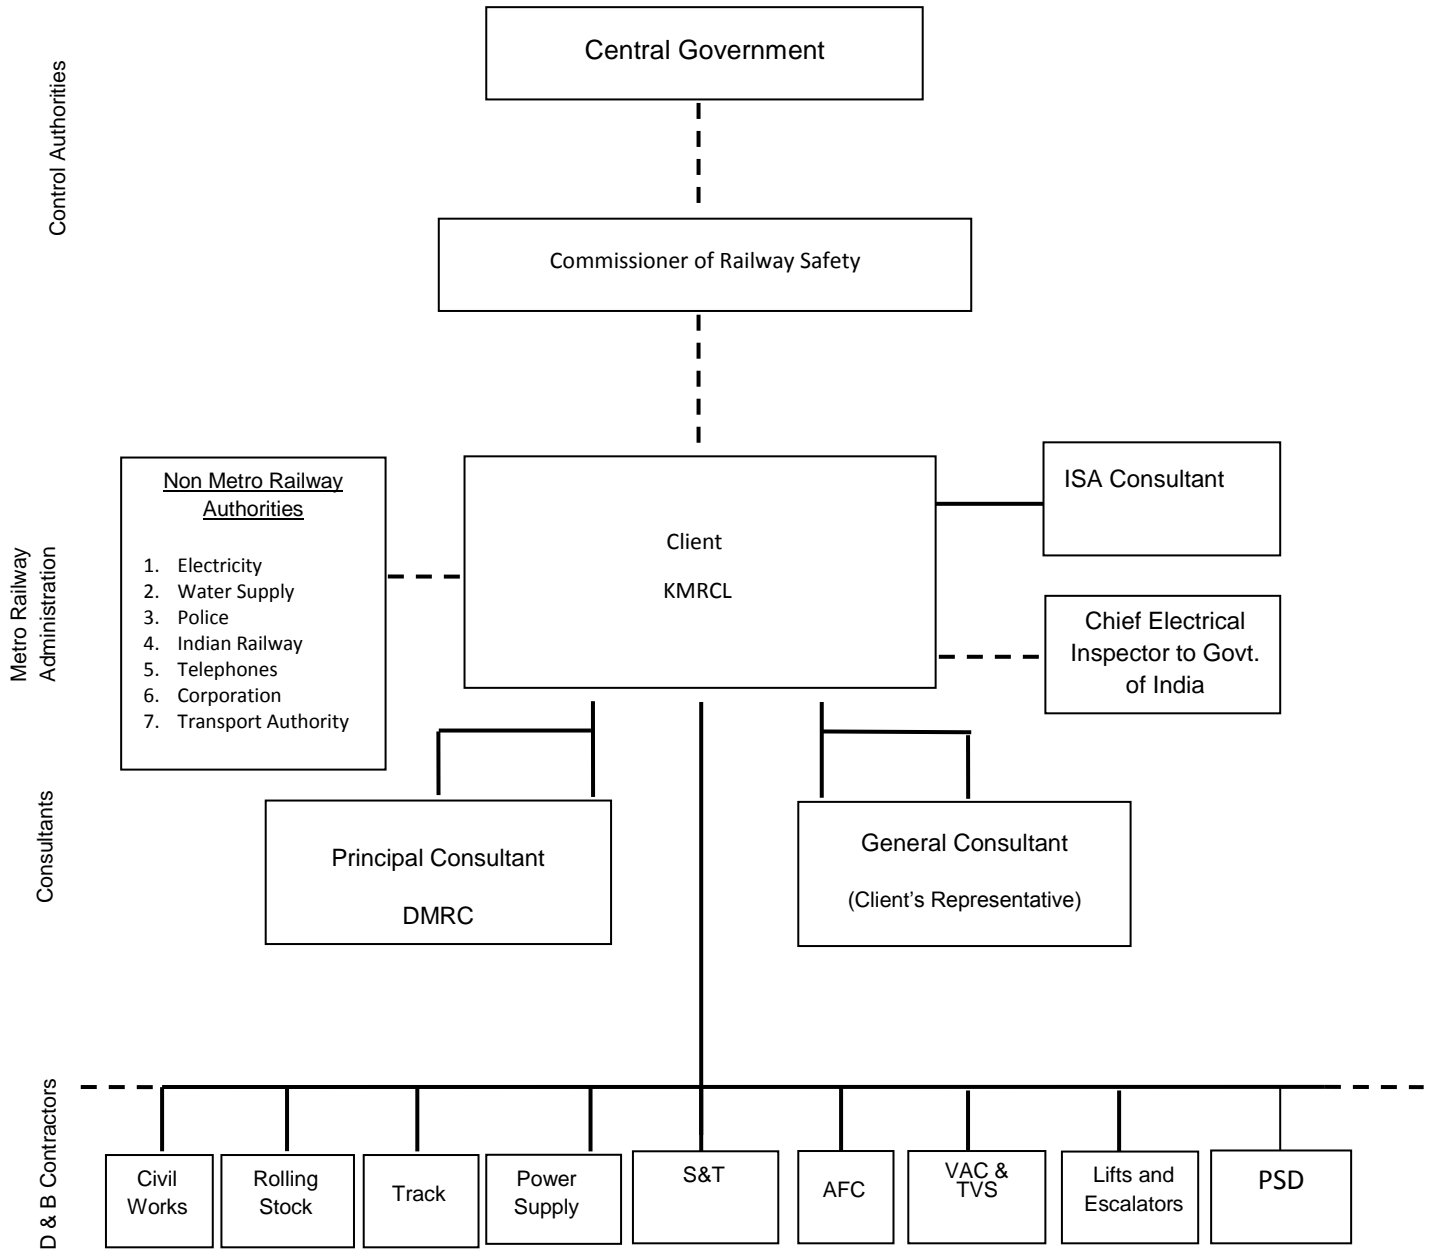 Control Authorities
Central Government
Commissioner of Railway Safety
Metro Railway
Administration
Non Metro Railway
Authorities
1. Electricity
2. Water Supply
3. Police
4. Indian Railway
5. Telephones
6. Corporation
7. Transport Authority
Client
KMRCL
ISA Consultant
Chief Electrical
Inspector to Govt.
of India
Consultants
Principal Consultant
DMRC
General Consultant
(Client’s Representative)
D & B Contractors
Civil
Works
Rolling
Stock
Track
Power
Supply
S&T
AFC
VAC &
TVS
Lifts and
Escalators
PSD